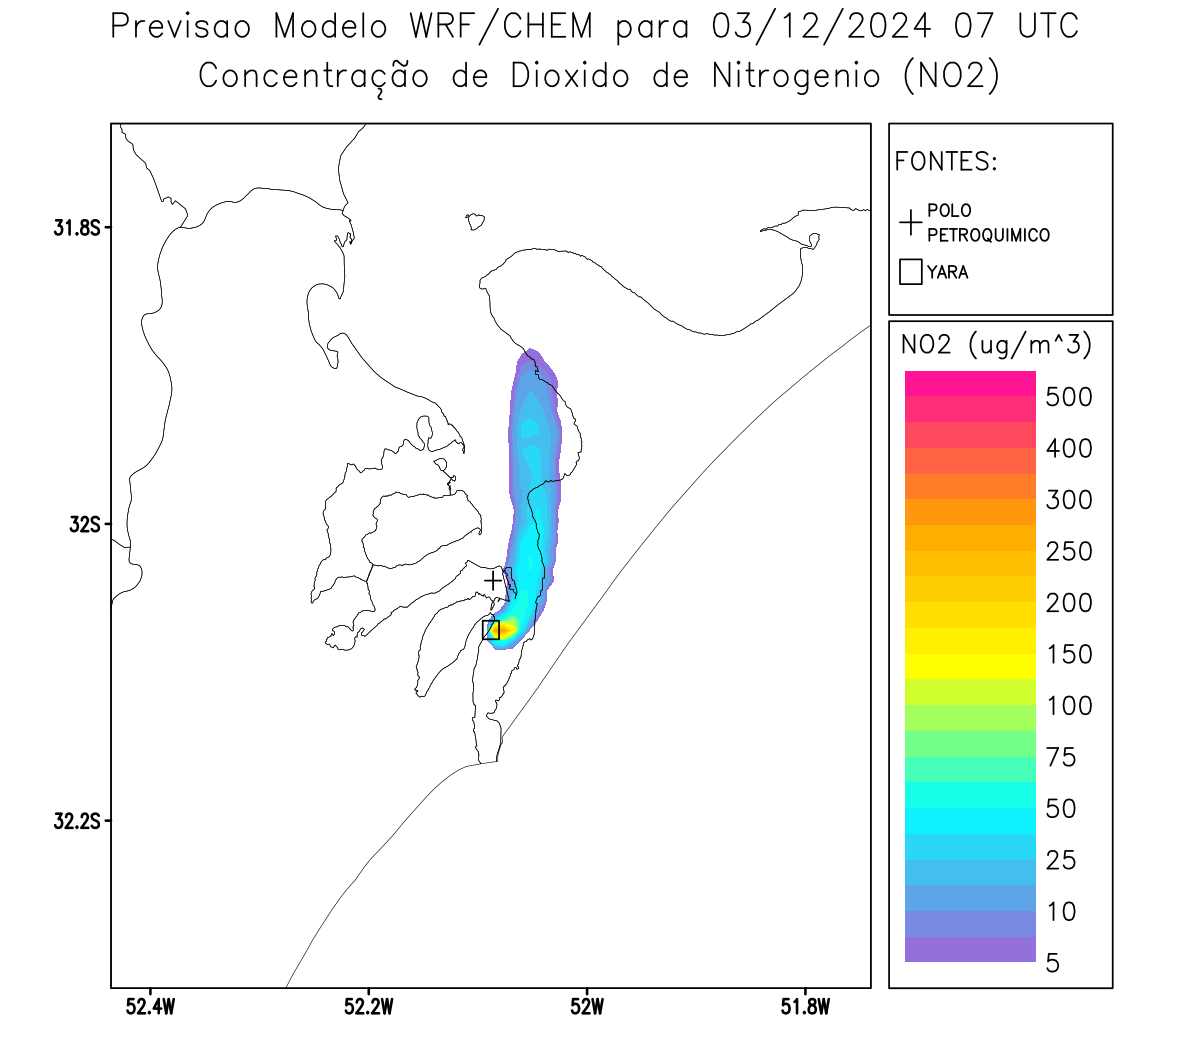 Previsao Modelo WRF/CHEM para 03/12/2024 07 UTC
Concentração de Dioxido de Nitrogenio (NO2)
FONTES:
POLO
PETROQUIMICO
YARA
NO2 (ug/m^3)
500
400
300
250
200
150
100
75
50
25
10
5
31.8S
32S
32.2S
52.4W
52.2W
52W
51.8W